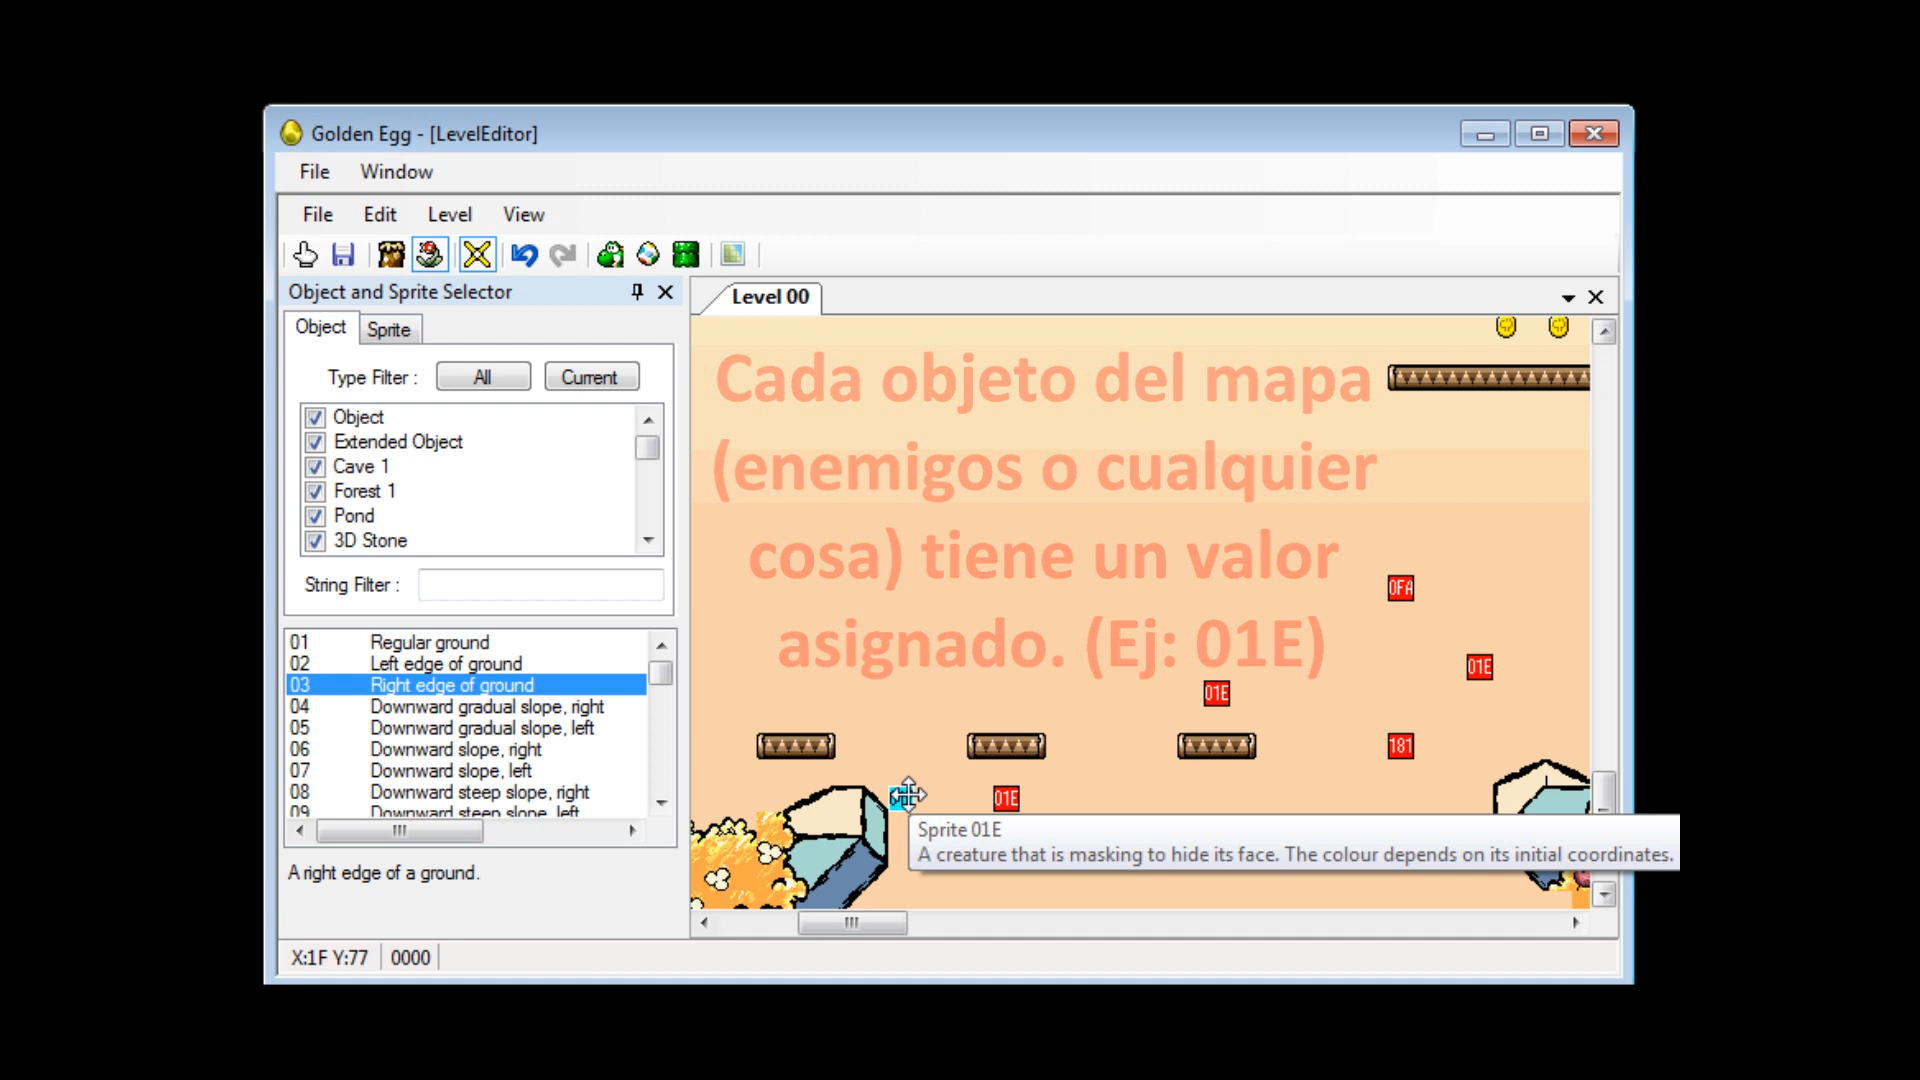 Golden Egg - [LevelEditor]
File Window
File Edit Level View
Object and Sprite Selector
Object Sprite
Type Filter : All Current
Object
Extended Object
Cave 1
Forest 1
Pond
3D Stone
String Filter :
01 Regular ground
02 Left edge of ground
03 Right edge of ground
04 Downward gradual slope, right
05 Downward gradual slope, left
06 Downward slope, right
07 Downward slope, left
08 Downward steep slope, right
09 Downward steep slope, left
A right edge of a ground.
X:1F Y:77 0000
Level 00
Cada objeto del mapa
(enemigos o cualquier
cosa) tiene un valor
asignado. (Ej: 01E)
0FA
01E
01E
181
01E
Sprite 01E
A creature that is masking to hide its face. The colour depends on its initial coordinates.